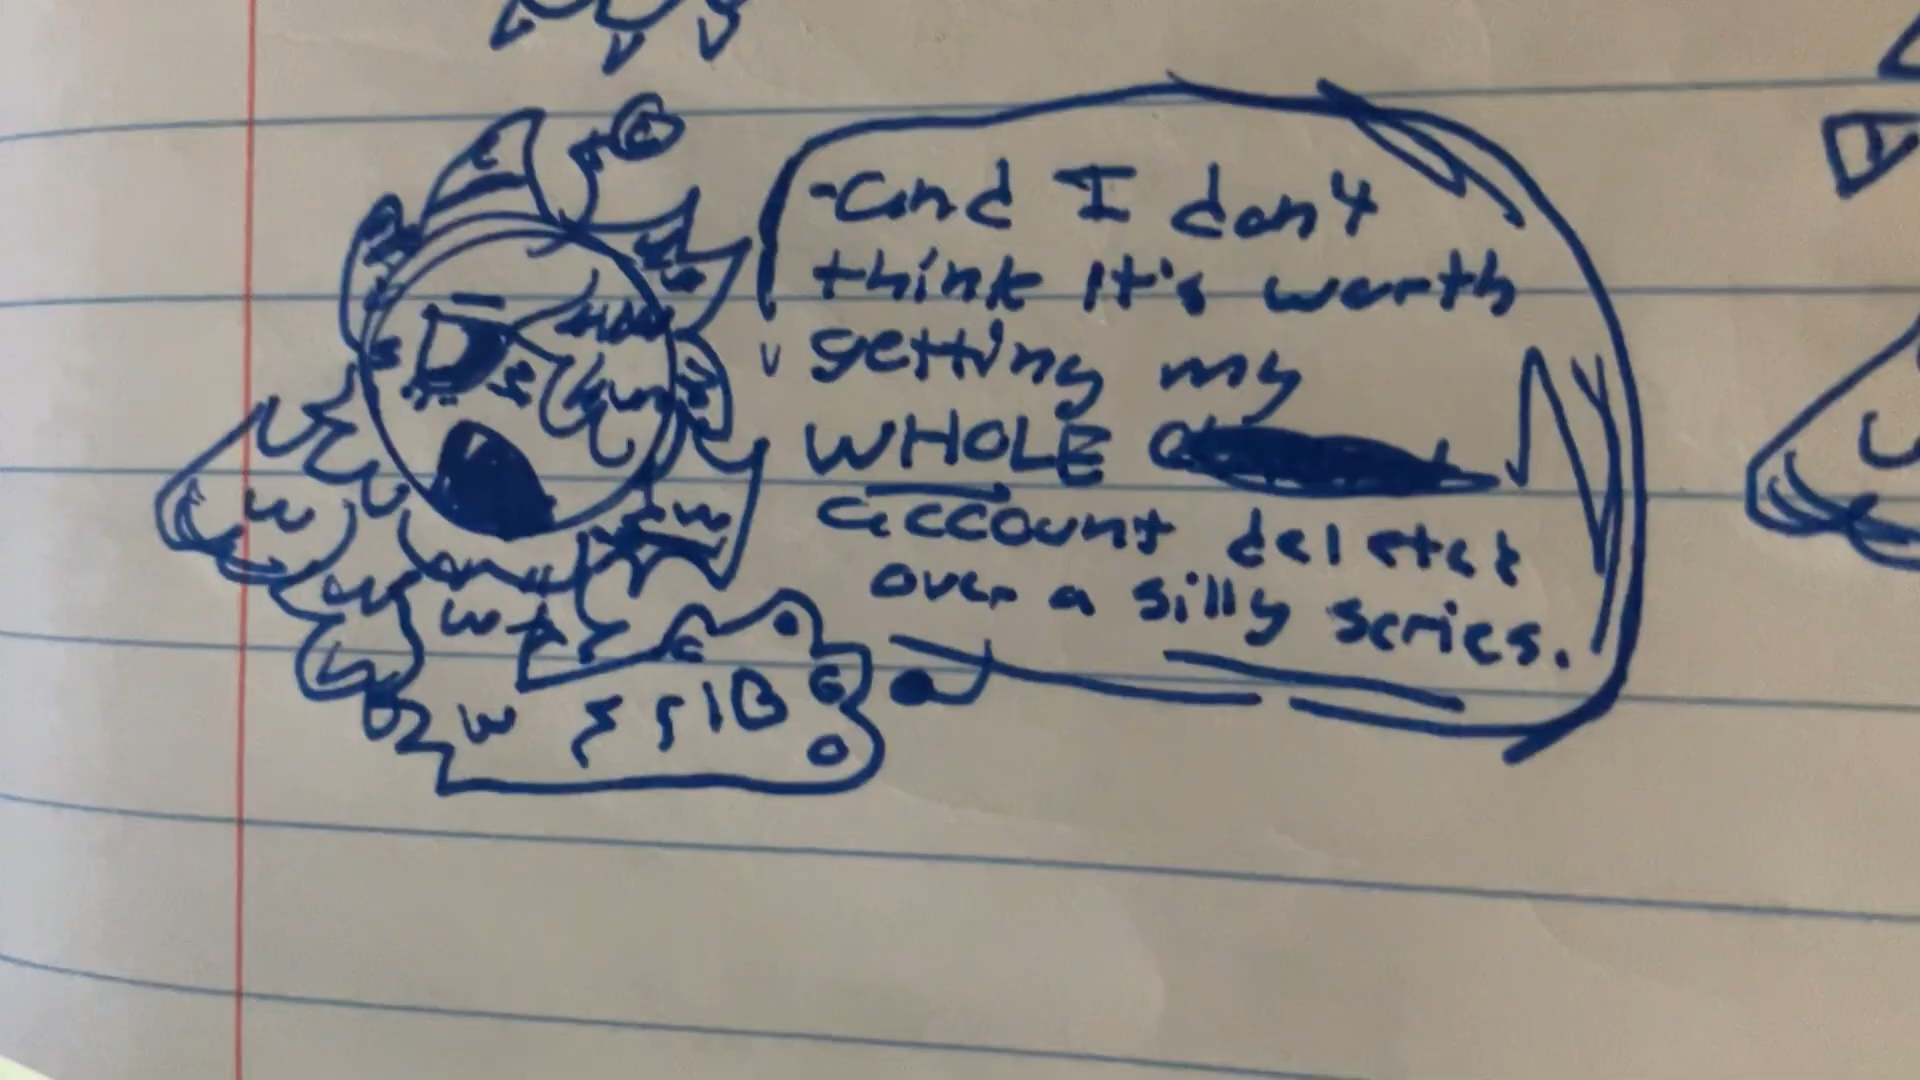 -and I don't
think it's worth
getting my
WHOLE
account deleted
over a silly series.